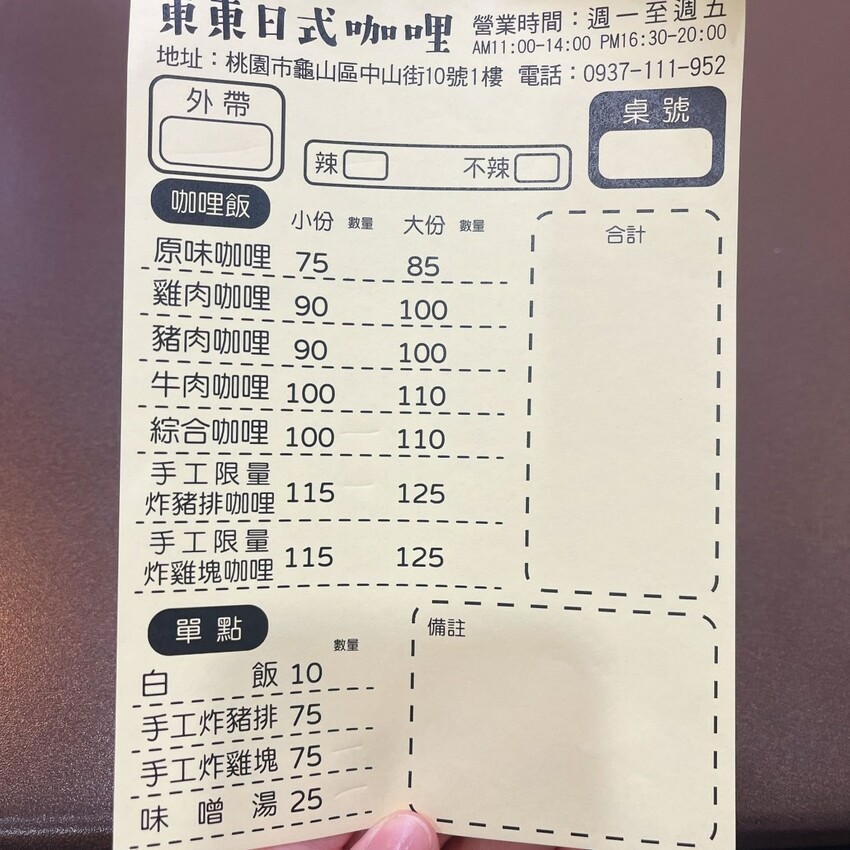 東東日式咖哩 營業時間：週一至週五
AM11:00-14:00 PM16:30-20:00
地址：桃園市龜山區中山街10號1樓 電話：0937-111-952
外帶
桌號
辣 不辣
咖哩飯 小份 數量 大份 數量
合計
原味咖哩 75 85
雞肉咖哩 90 100
豬肉咖哩 90 100
牛肉咖哩 100 110
綜合咖哩 100 110
手工限量
炸豬排咖哩 115 125
手工限量
炸雞塊咖哩 115 125
單點 數量
備註
白飯 10
手工炸豬排 75
手工炸雞塊 75
味噌湯 25